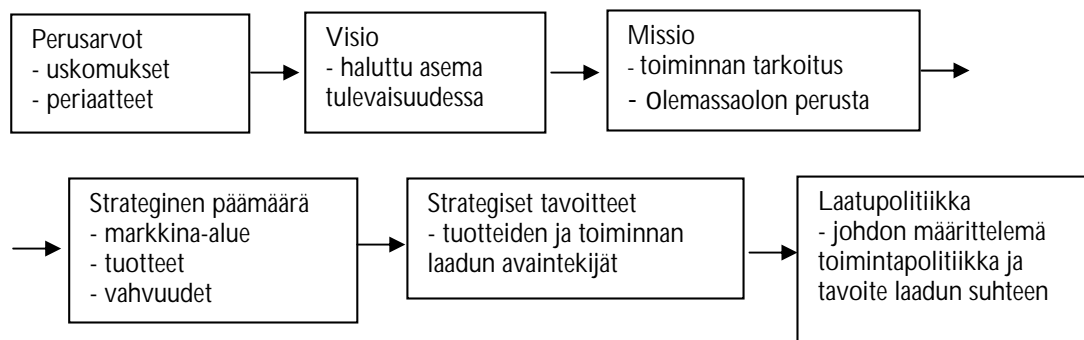 Perusarvot
- uskomukset
- periaatteet
Visio
- haluttu asema
tulevaisuudessa
Missio
- toiminnan tarkoitus
- Olemassaolon perusta
Strateginen päämäärä
- markkina-alue
- tuotteet
- vahvuudet
Strategiset tavoitteet
- tuotteiden ja toiminnan
laadun avaintekijät
Laatupolitiikka
- johdon määrittelemä
toimintapolitiikka ja
tavoite laadun suhteen